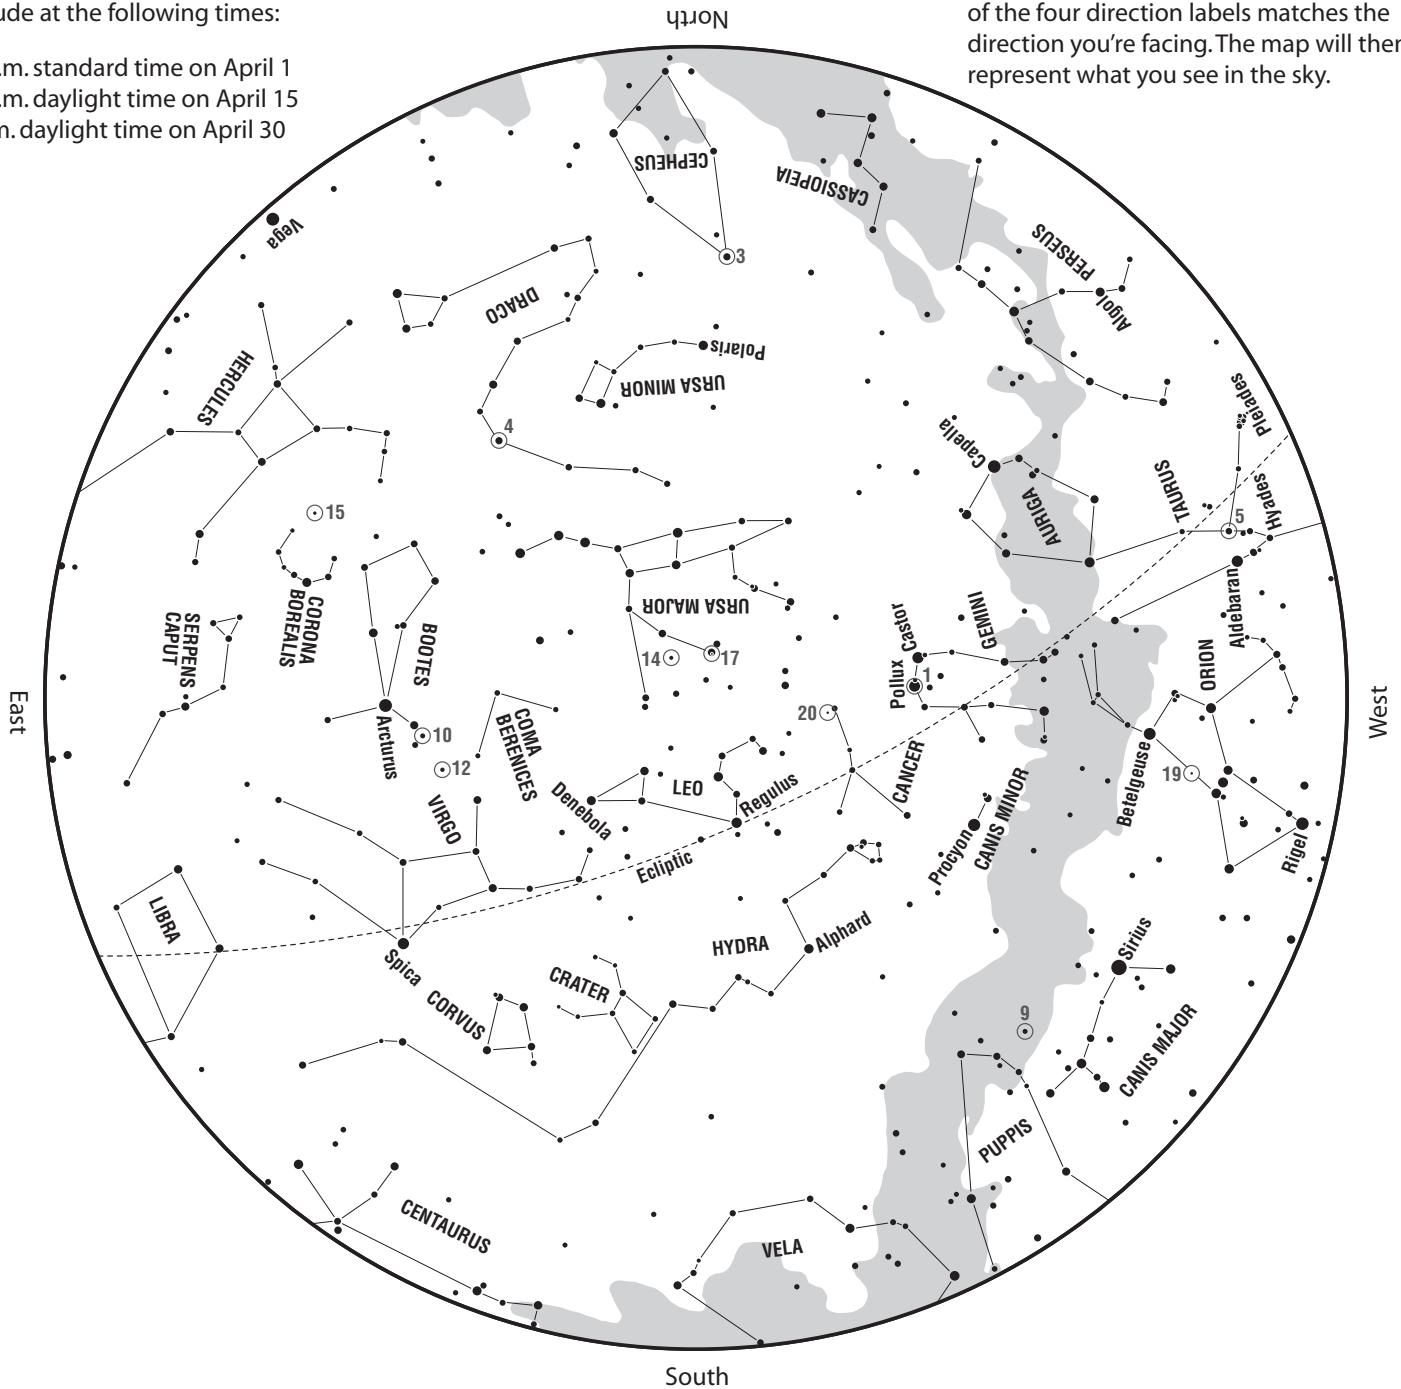 ude at the following times:
.m. standard time on April 1
.m. daylight time on April 15
m. daylight time on April 30
of the four direction labels matches the
direction you're facing. The map will then
represent what you see in the sky.
North
CEPHEUS
CASSIOPEIA
Vega
3
PERSEUS
Algol
DRACO
Polaris
URSA MINOR
HERCULES
Pleiades
4
Capella
TAURUS
Hyades
15
AURIGA
5
Aldebaran
CORONA
BOREALIS
SERPENS
CAPUT
BOOTES
URSA MAJOR
14
17
Castor
GEMINI
Pollux
1
ORION
East
West
Arcturus
10
12
COMA
BERENICES
20
CANCER
19
Betelgeuse
VIRGO
Denebola
LEO
Regulus
Procyon
CANIS MINOR
Rigel
Ecliptic
LIBRA
Spica
CORVUS
CRATER
HYDRA
Alphard
Sirius
9
CANIS MAJOR
PUPPIS
CENTAURUS
VELA
South